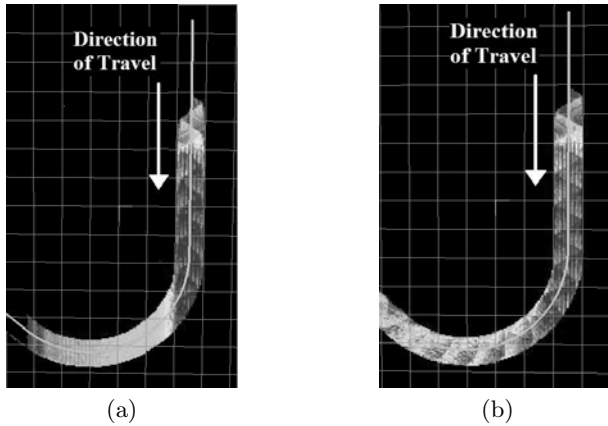 Direction
of Travel
Direction
of Travel
(a)
(b)